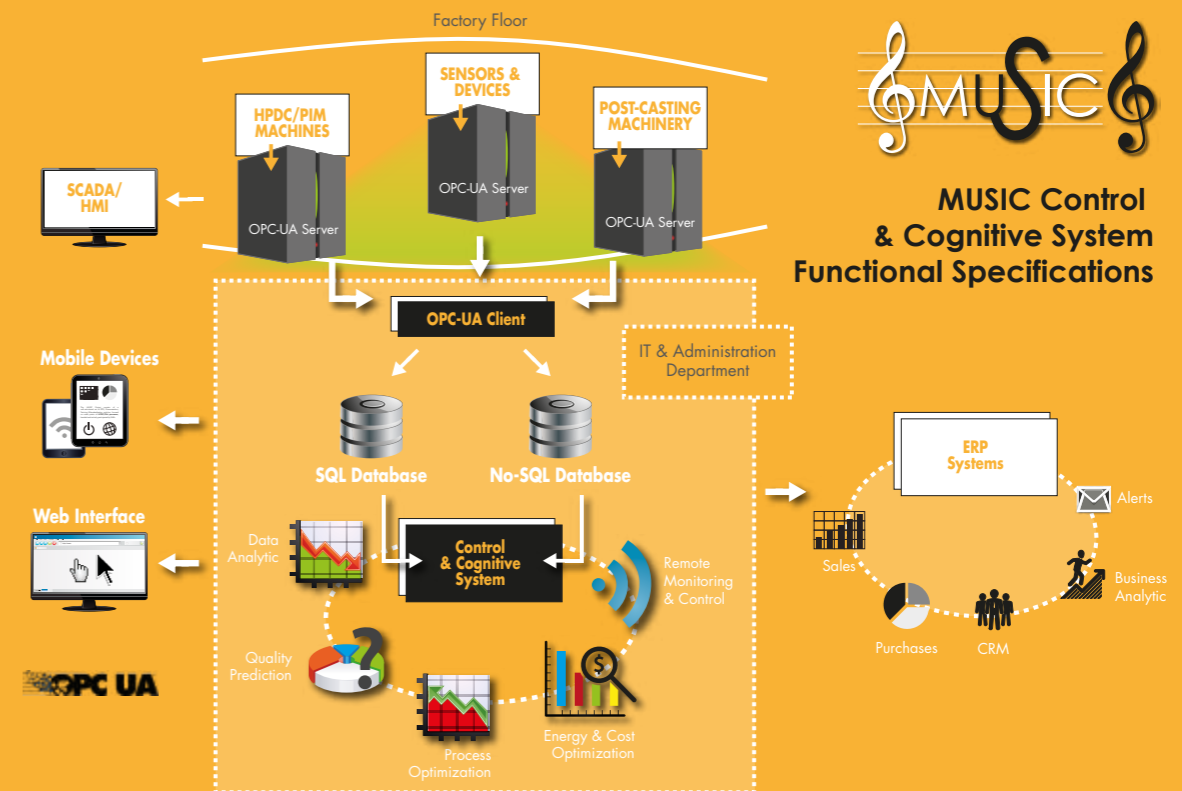 Factory Floor
SENSORS &
DEVICES
HPDC/PIM
MACHINES
POST-CASTING
MACHINERY
OPC-UA Server
OPC-UA Server
OPC-UA Server
SCADA/
HMI
MUSIC
MUSIC Control
& Cognitive System
Functional Specifications
OPC-UA Client
IT & Administration
Department
Mobile Devices
SQL Database
No-SQL Database
Web Interface
Data
Analytic
Control
& Cognitive
System
Remote
Monitoring
& Control
Quality
Prediction
?
$
Process
Optimization
Energy & Cost
Optimization
ERP
Systems
Alerts
Sales
Business
Analytic
Purchases
CRM
OPC UA